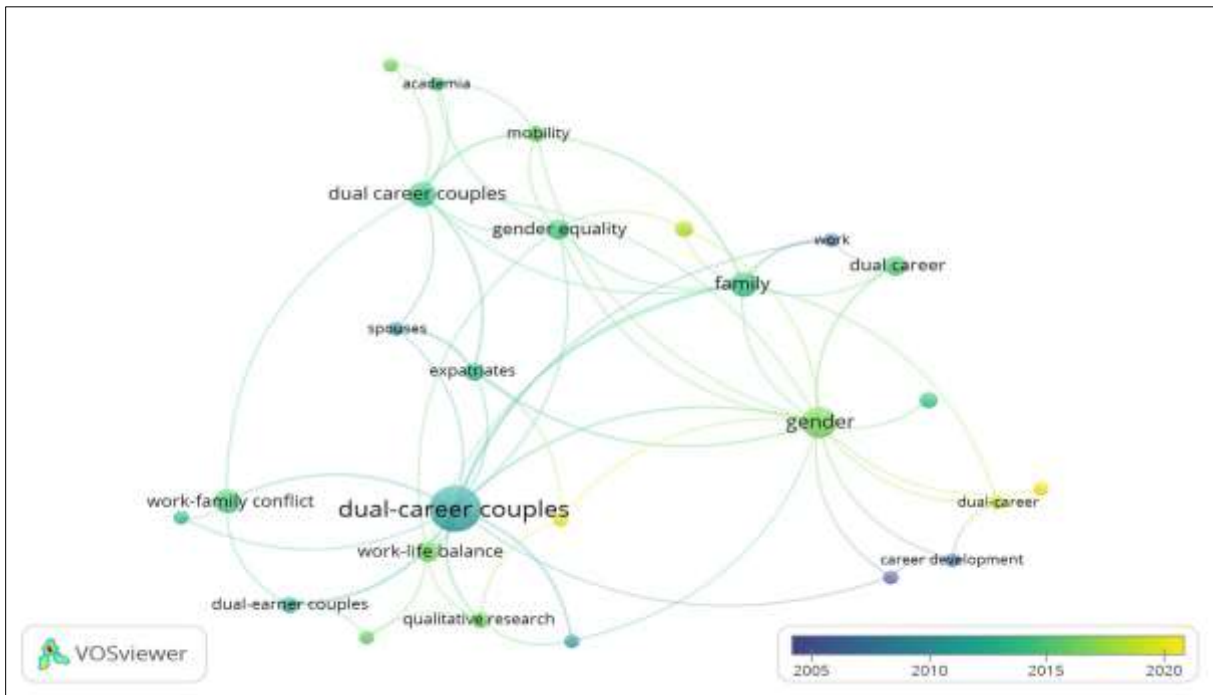 academia
mobility
dual career couples
gender equality
work
dual career
family
spouses
expatriates
gender
work-family conflict
dual-career couples
dual-career
work-life balance
career development
dual-earner couples
qualitative research
VOSviewer
2005 2010 2015 2020